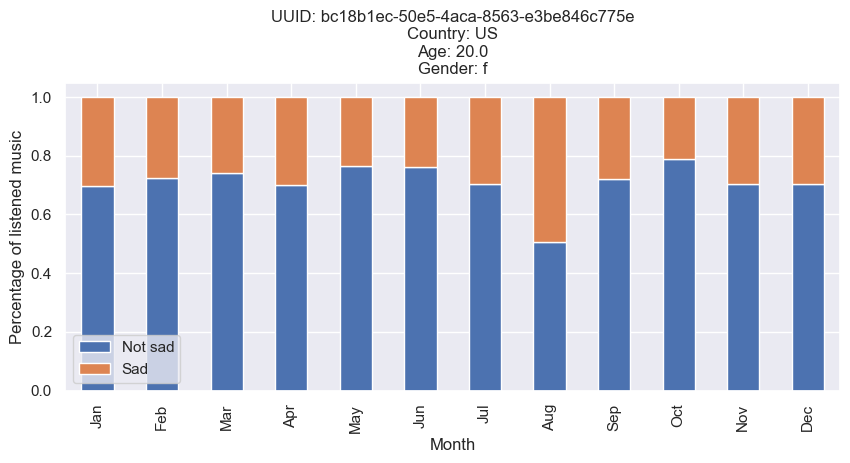 UUID: bc18b1ec-50e5-4aca-8563-e3be846c775e
Country: US
Age: 20.0
Gender: f
Percentage of listened music
1.0
0.8
0.6
0.4
0.2
0.0
Not sad
Sad
Jan Feb Mar Apr May Jun Jul Aug Sep Oct Nov Dec
Month